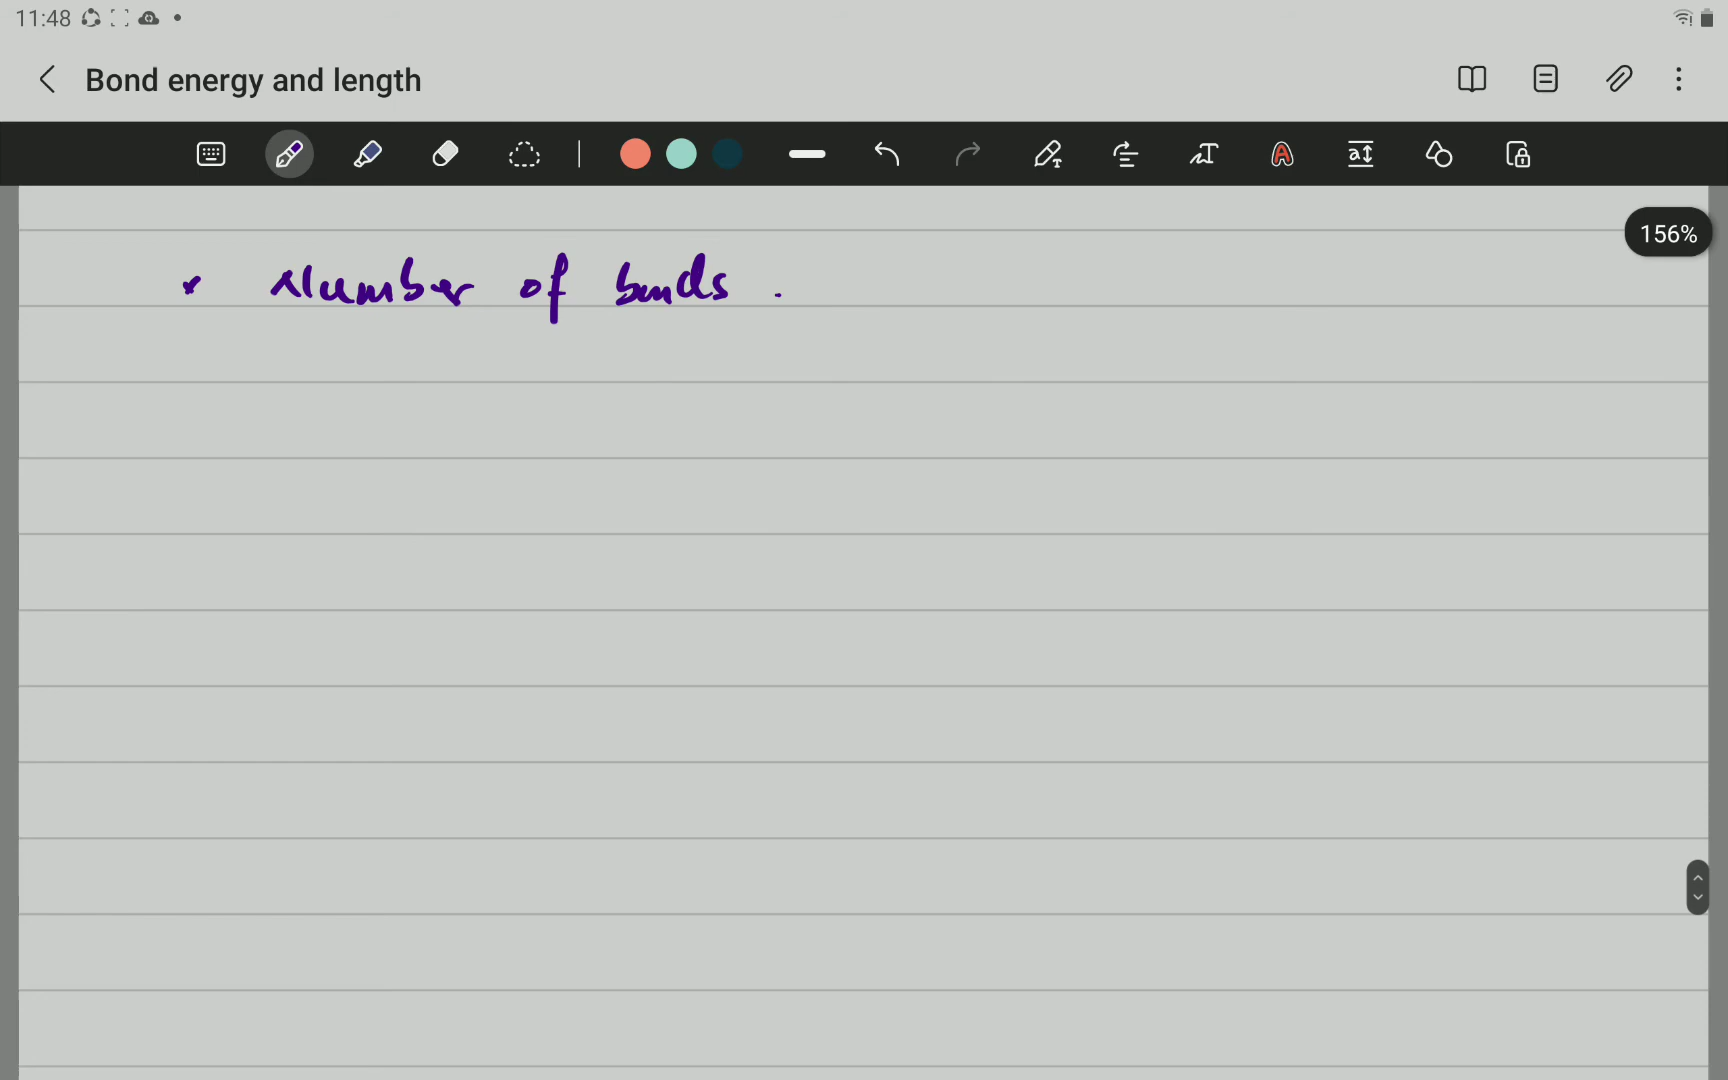 11:48
Bond energy and length
A
a
156%
* Number of bonds .